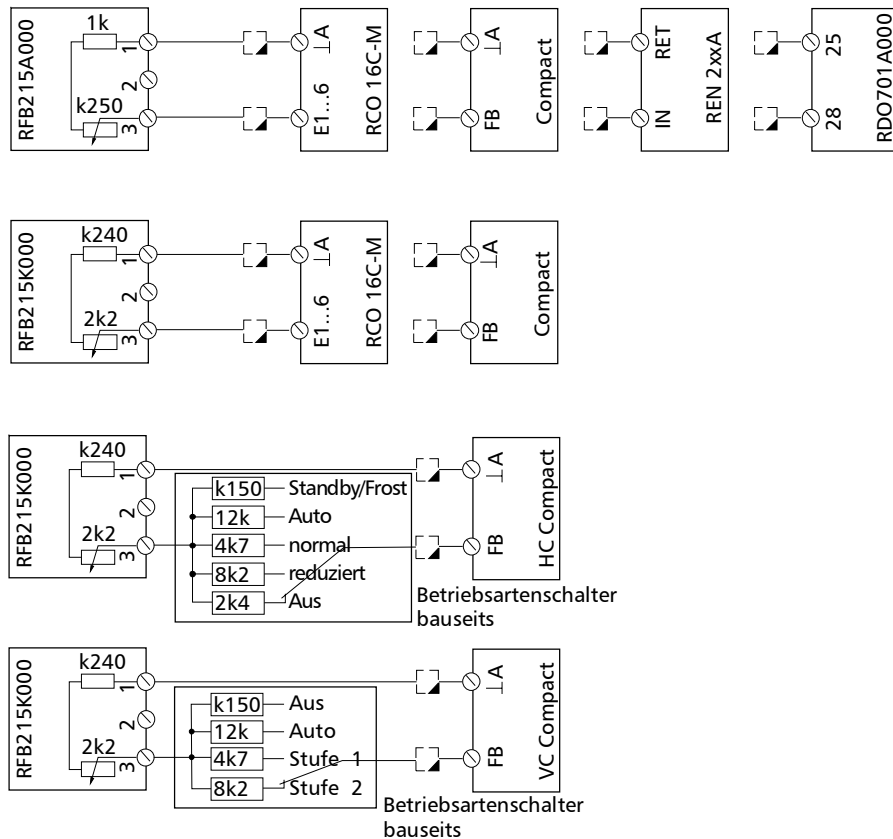 RFB215A000
1k
k250
1
2
3
⊥A
E1...6
RCO 16C-M
⊥A
FB
Compact
RET
IN
REN 2xxA
25
28
RDO701A000
RFB215K000
k240
2k2
1
2
3
⊥A
E1...6
RCO 16C-M
⊥A
FB
Compact
RFB215K000
k240
2k2
1
2
3
k150 Standby/Frost
12k Auto
4k7 normal
8k2 reduziert
2k4 Aus
⊥A
FB
HC Compact
Betriebsartenschalter
bauseits
RFB215K000
k240
2k2
1
2
3
k150 Aus
12k Auto
4k7 Stufe 1
8k2 Stufe 2
⊥A
FB
VC Compact
Betriebsartenschalter
bauseits